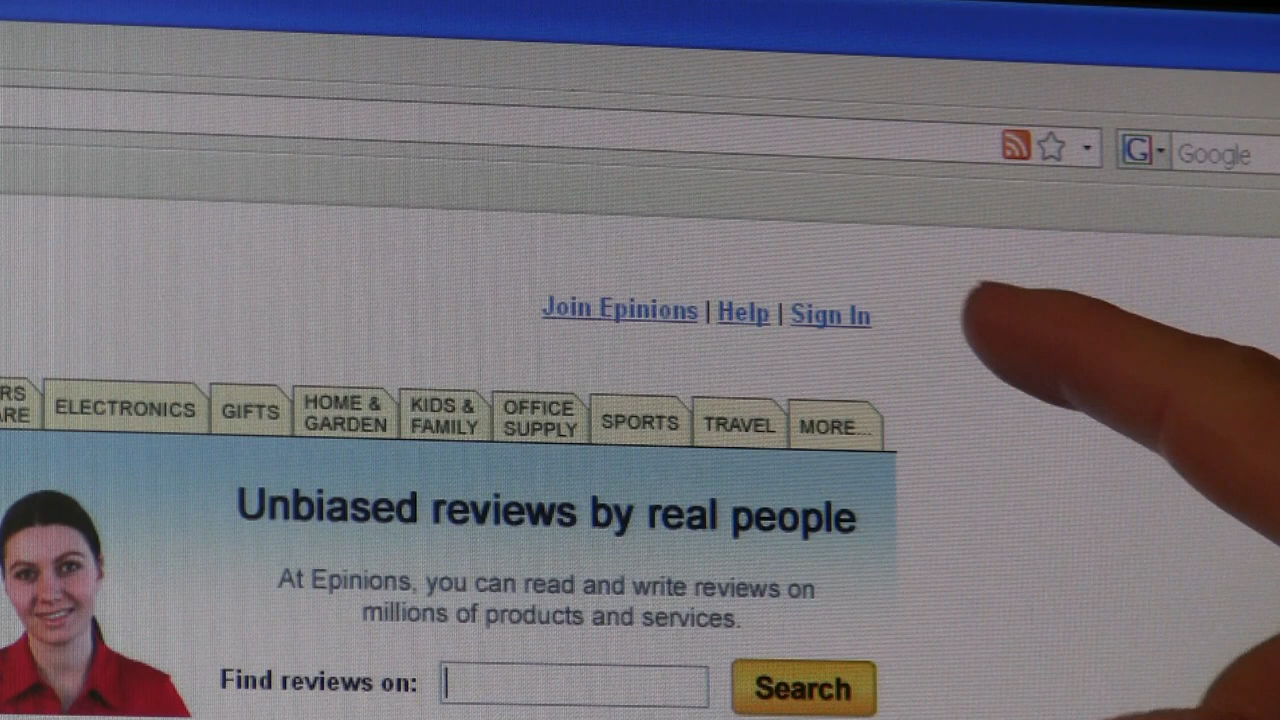 G Google
Join Epinions | Help | Sign In
RS
ARE
ELECTRONICS
GIFTS
HOME &
GARDEN
KIDS &
FAMILY
OFFICE
SUPPLY
SPORTS
TRAVEL
MORE...
Unbiased reviews by real people
At Epinions, you can read and write reviews on
millions of products and services.
Find reviews on:
Search